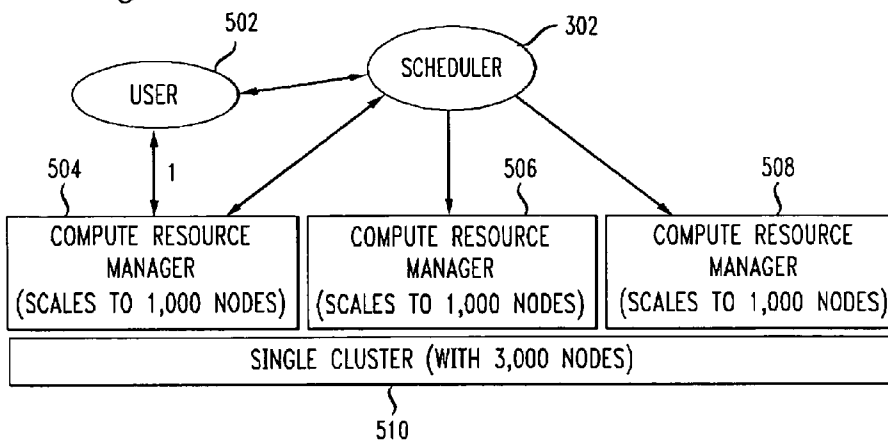 502
302
USER
SCHEDULER
1
504
506
508
COMPUTE RESOURCE
MANAGER
(SCALES TO 1,000 NODES)
COMPUTE RESOURCE
MANAGER
(SCALES TO 1,000 NODES)
COMPUTE RESOURCE
MANAGER
(SCALES TO 1,000 NODES)
SINGLE CLUSTER (WITH 3,000 NODES)
510